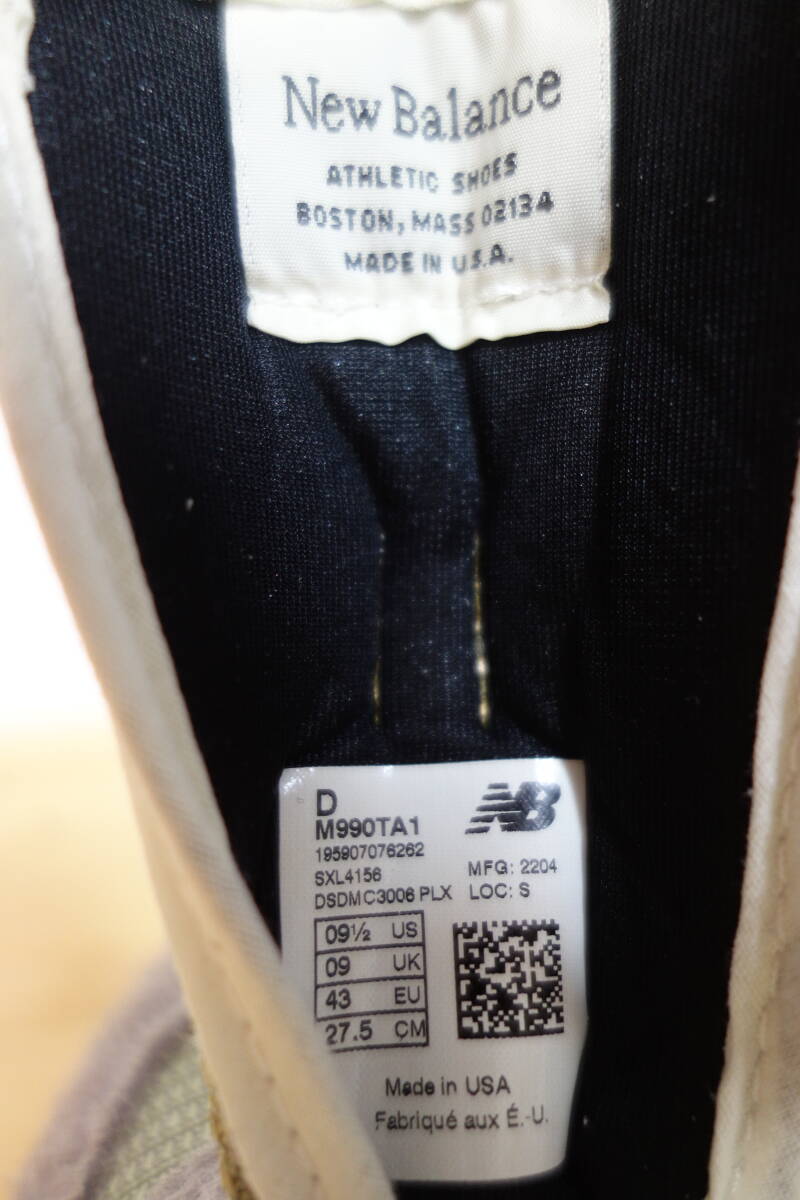 New Balance
ATHLETIC SHOES
BOSTON, MASS 02134
MADE IN U.S.A.
D
M990TA1
195907076262
SXL4156
DSDMC3006 PLX
NB
MFG: 2204
LOC: S
09½ US
09 UK
43 EU
27.5 CM
Made in USA
Fabriqué aux É.-U.